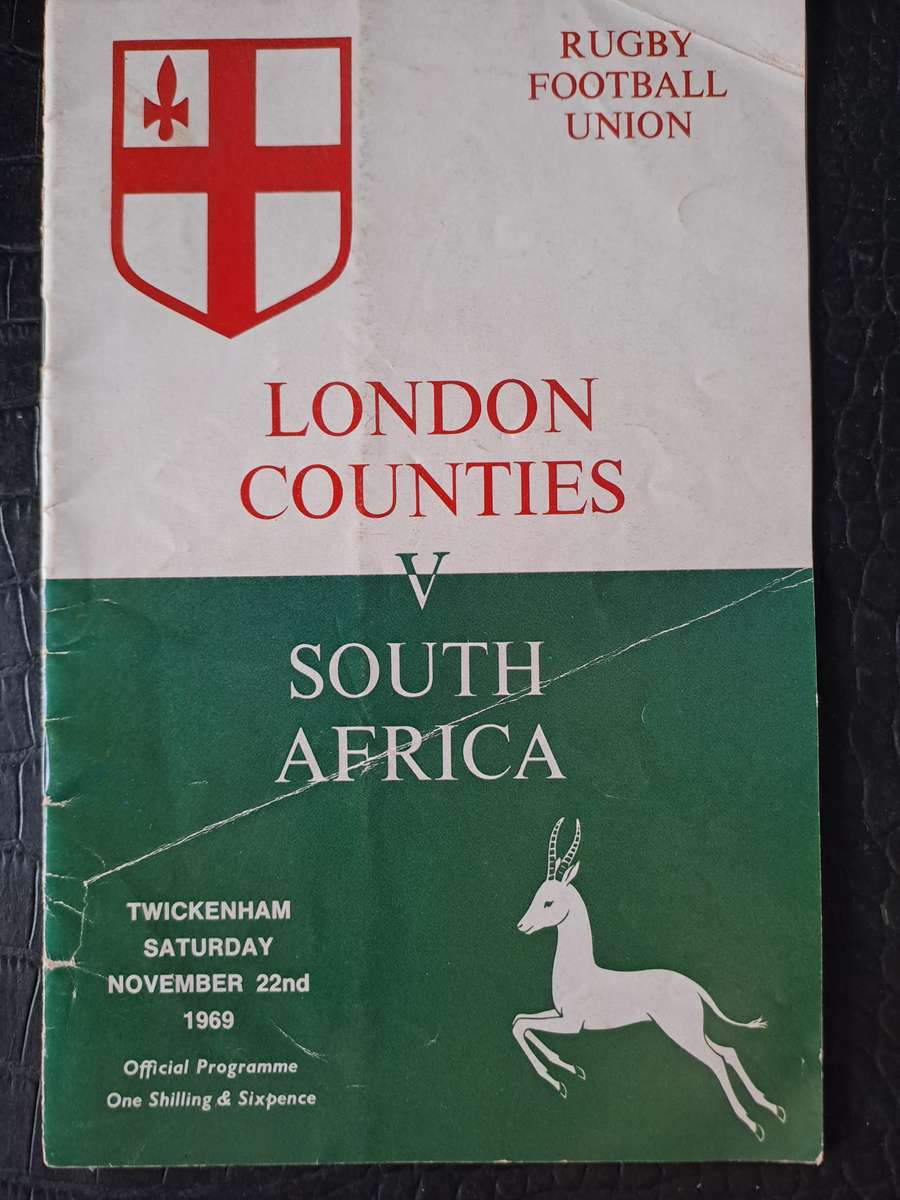 RUGBY
FOOTBALL
UNION
LONDON
COUNTIES
V
SOUTH
AFRICA
TWICKENHAM
SATURDAY
NOVEMBER 22nd
1969
Official Programme
One Shilling & Sixpence